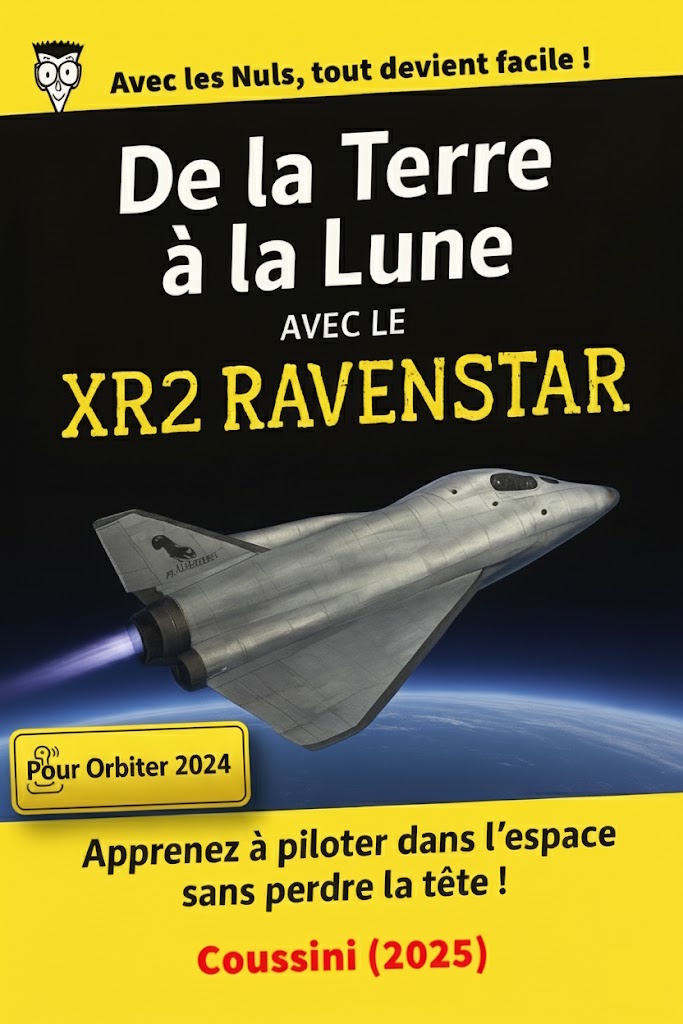 Avec les Nuls, tout devient facile !
De la Terre
à la Lune
AVEC LE
XR2 RAVENSTAR
Pour Orbiter 2024
Apprenez à piloter dans l'espace
sans perdre la tête !
Coussini (2025)